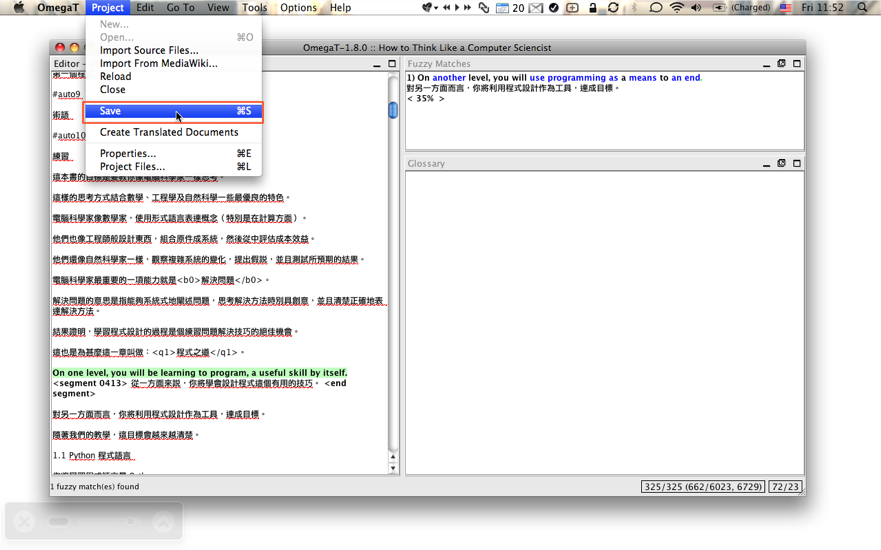 OmegaT Project Edit Go To View Tools Options Help 20 (Charged) Fri 11:52
New...
Open... ⌘O
Import Source Files...
Import From MediaWiki...
Reload
Close
Save ⌘S
Create Translated Documents
Properties... ⌘E
Project Files... ⌘L
OmegaT-1.8.0 :: How to Think Like a Computer Sciencist
Editor -
#auto9
術語
#auto10
練習
這樣的思考方式結合數學、工程學及自然科學一些最優良的特色。
電腦科學家像數學家，使用形式語言表達概念（特別是在計算方面）。
他們也像工程師般設計東西，組合原件成系統，然後從中評估成本效益。
他們還像自然科學家一樣，觀察複雜系統的變化，提出假說，並且測試所預期的結果。
電腦科學家最重要的一項能力就是<b0>解決問題</b0>。
解決問題的意思是指能夠系統式地闡述問題，思考解決方法時別具創意，並且清楚正確地表
達解決方法。
結果證明，學習程式設計的過程是個練習問題解決技巧的絕佳機會。
這也是為甚麼這一章叫做：<q1>程式之道</q1>。
On one level, you will be learning to program, a useful skill by itself.
<segment 0413> 從一方面來說，你將學會設計程式這個有用的技巧。 <end
segment>
對另一方面而言，你將利用程式設計作為工具，達成目標。
隨著我們的教學，這目標會越來越清楚。
1.1 Python 程式語言
1 fuzzy match(es) found
Fuzzy Matches
1) On another level, you will use programming as a means to an end.
對另一方面而言，你將利用程式設計作為工具，達成目標。
< 35% >
Glossary
325/325 (662/6023, 6729) 72/23